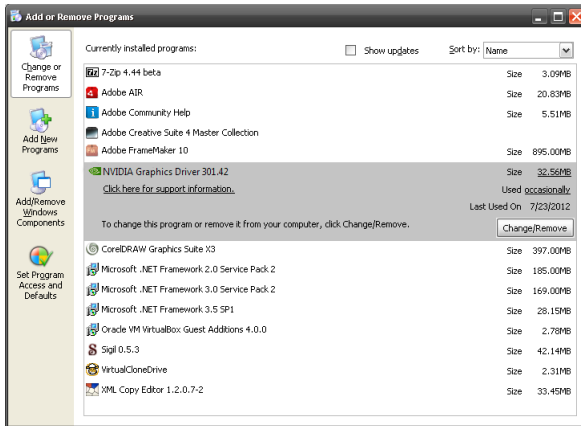 Add or Remove Programs
Change or
Remove
Programs
Add New
Programs
Add/Remove
Windows
Components
Set Program
Access and
Defaults
Currently installed programs: Show updates Sort by: Name
7-Zip 4.44 beta Size 3.09MB
Adobe AIR Size 20.83MB
Adobe Community Help Size 5.51MB
Adobe Creative Suite 4 Master Collection
Adobe FrameMaker 10 Size 895.00MB
NVIDIA Graphics Driver 301.42 Size 32.56MB
Click here for support information. Used occasionally
Last Used On 7/23/2012
To change this program or remove it from your computer, click Change/Remove. Change/Remove
CorelDRAW Graphics Suite X3 Size 397.00MB
Microsoft .NET Framework 2.0 Service Pack 2 Size 185.00MB
Microsoft .NET Framework 3.0 Service Pack 2 Size 169.00MB
Microsoft .NET Framework 3.5 SP1 Size 28.15MB
Oracle VM VirtualBox Guest Additions 4.0.0 Size 2.78MB
Sigil 0.5.3 Size 42.14MB
VirtualCloneDrive Size 2.31MB
XML Copy Editor 1.2.0.7-2 Size 33.45MB